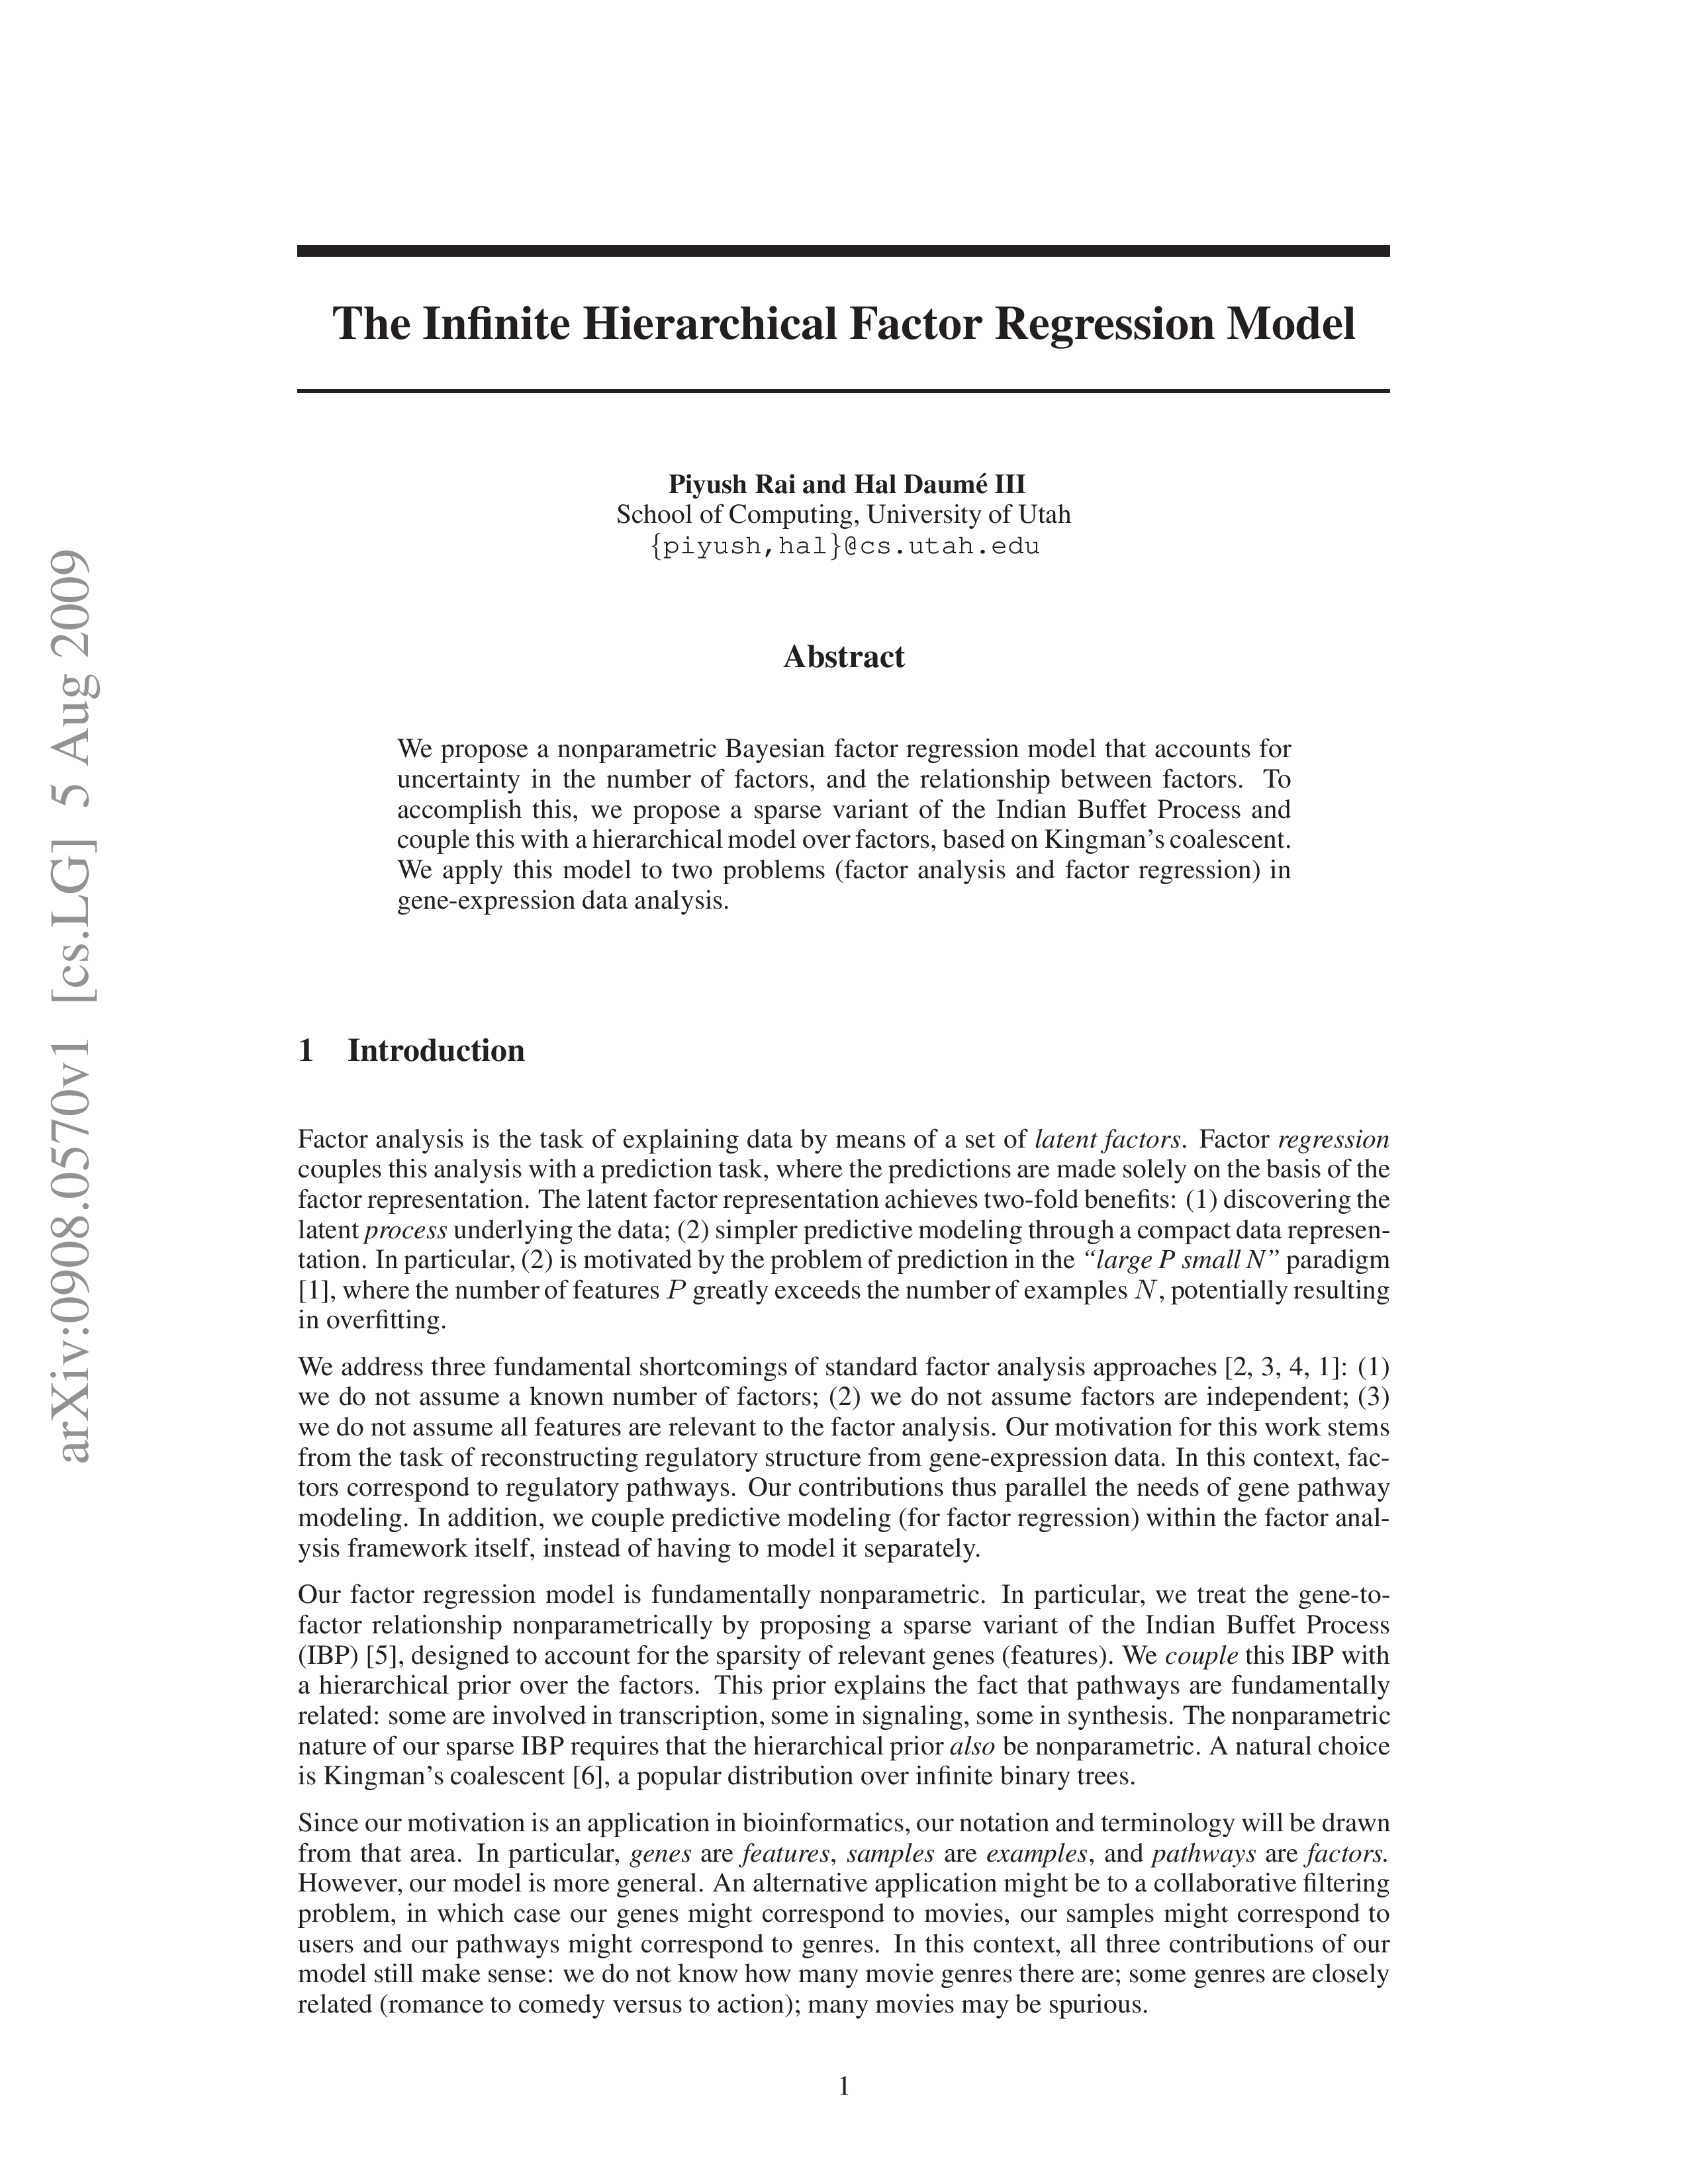 The Infinite Hierarchical Factor Regression Model
Piyush Rai and Hal Daumé III
School of Computing, University of Utah
{piyush,hal}@cs.utah.edu
Abstract
We propose a nonparametric Bayesian factor regression model that accounts for
uncertainty in the number of factors, and the relationship between factors. To
accomplish this, we propose a sparse variant of the Indian Buffet Process and
couple this with a hierarchical model over factors, based on Kingman's coalescent.
We apply this model to two problems (factor analysis and factor regression) in
gene-expression data analysis.
1 Introduction
Factor analysis is the task of explaining data by means of a set of latent factors. Factor regression
couples this analysis with a prediction task, where the predictions are made solely on the basis of the
factor representation. The latent factor representation achieves two-fold benefits: (1) discovering the
latent process underlying the data; (2) simpler predictive modeling through a compact data represen-
tation. In particular, (2) is motivated by the problem of prediction in the “large P small N” paradigm
[1], where the number of features P greatly exceeds the number of examples N, potentially resulting
in overfitting.
We address three fundamental shortcomings of standard factor analysis approaches [2, 3, 4, 1]: (1)
we do not assume a known number of factors; (2) we do not assume factors are independent; (3)
we do not assume all features are relevant to the factor analysis. Our motivation for this work stems
from the task of reconstructing regulatory structure from gene-expression data. In this context, fac-
tors correspond to regulatory pathways. Our contributions thus parallel the needs of gene pathway
modeling. In addition, we couple predictive modeling (for factor regression) within the factor anal-
ysis framework itself, instead of having to model it separately.
Our factor regression model is fundamentally nonparametric. In particular, we treat the gene-to-
factor relationship nonparametrically by proposing a sparse variant of the Indian Buffet Process
(IBP) [5], designed to account for the sparsity of relevant genes (features). We couple this IBP with
a hierarchical prior over the factors. This prior explains the fact that pathways are fundamentally
related: some are involved in transcription, some in signaling, some in synthesis. The nonparametric
nature of our sparse IBP requires that the hierarchical prior also be nonparametric. A natural choice
is Kingman's coalescent [6], a popular distribution over infinite binary trees.
Since our motivation is an application in bioinformatics, our notation and terminology will be drawn
from that area. In particular, genes are features, samples are examples, and pathways are factors.
However, our model is more general. An alternative application might be to a collaborative filtering
problem, in which case our genes might correspond to movies, our samples might correspond to
users and our pathways might correspond to genres. In this context, all three contributions of our
model still make sense: we do not know how many movie genres there are; some genres are closely
related (romance to comedy versus to action); many movies may be spurious.
1
arXiv:0908.0570v1 [cs.LG] 5 Aug 2009